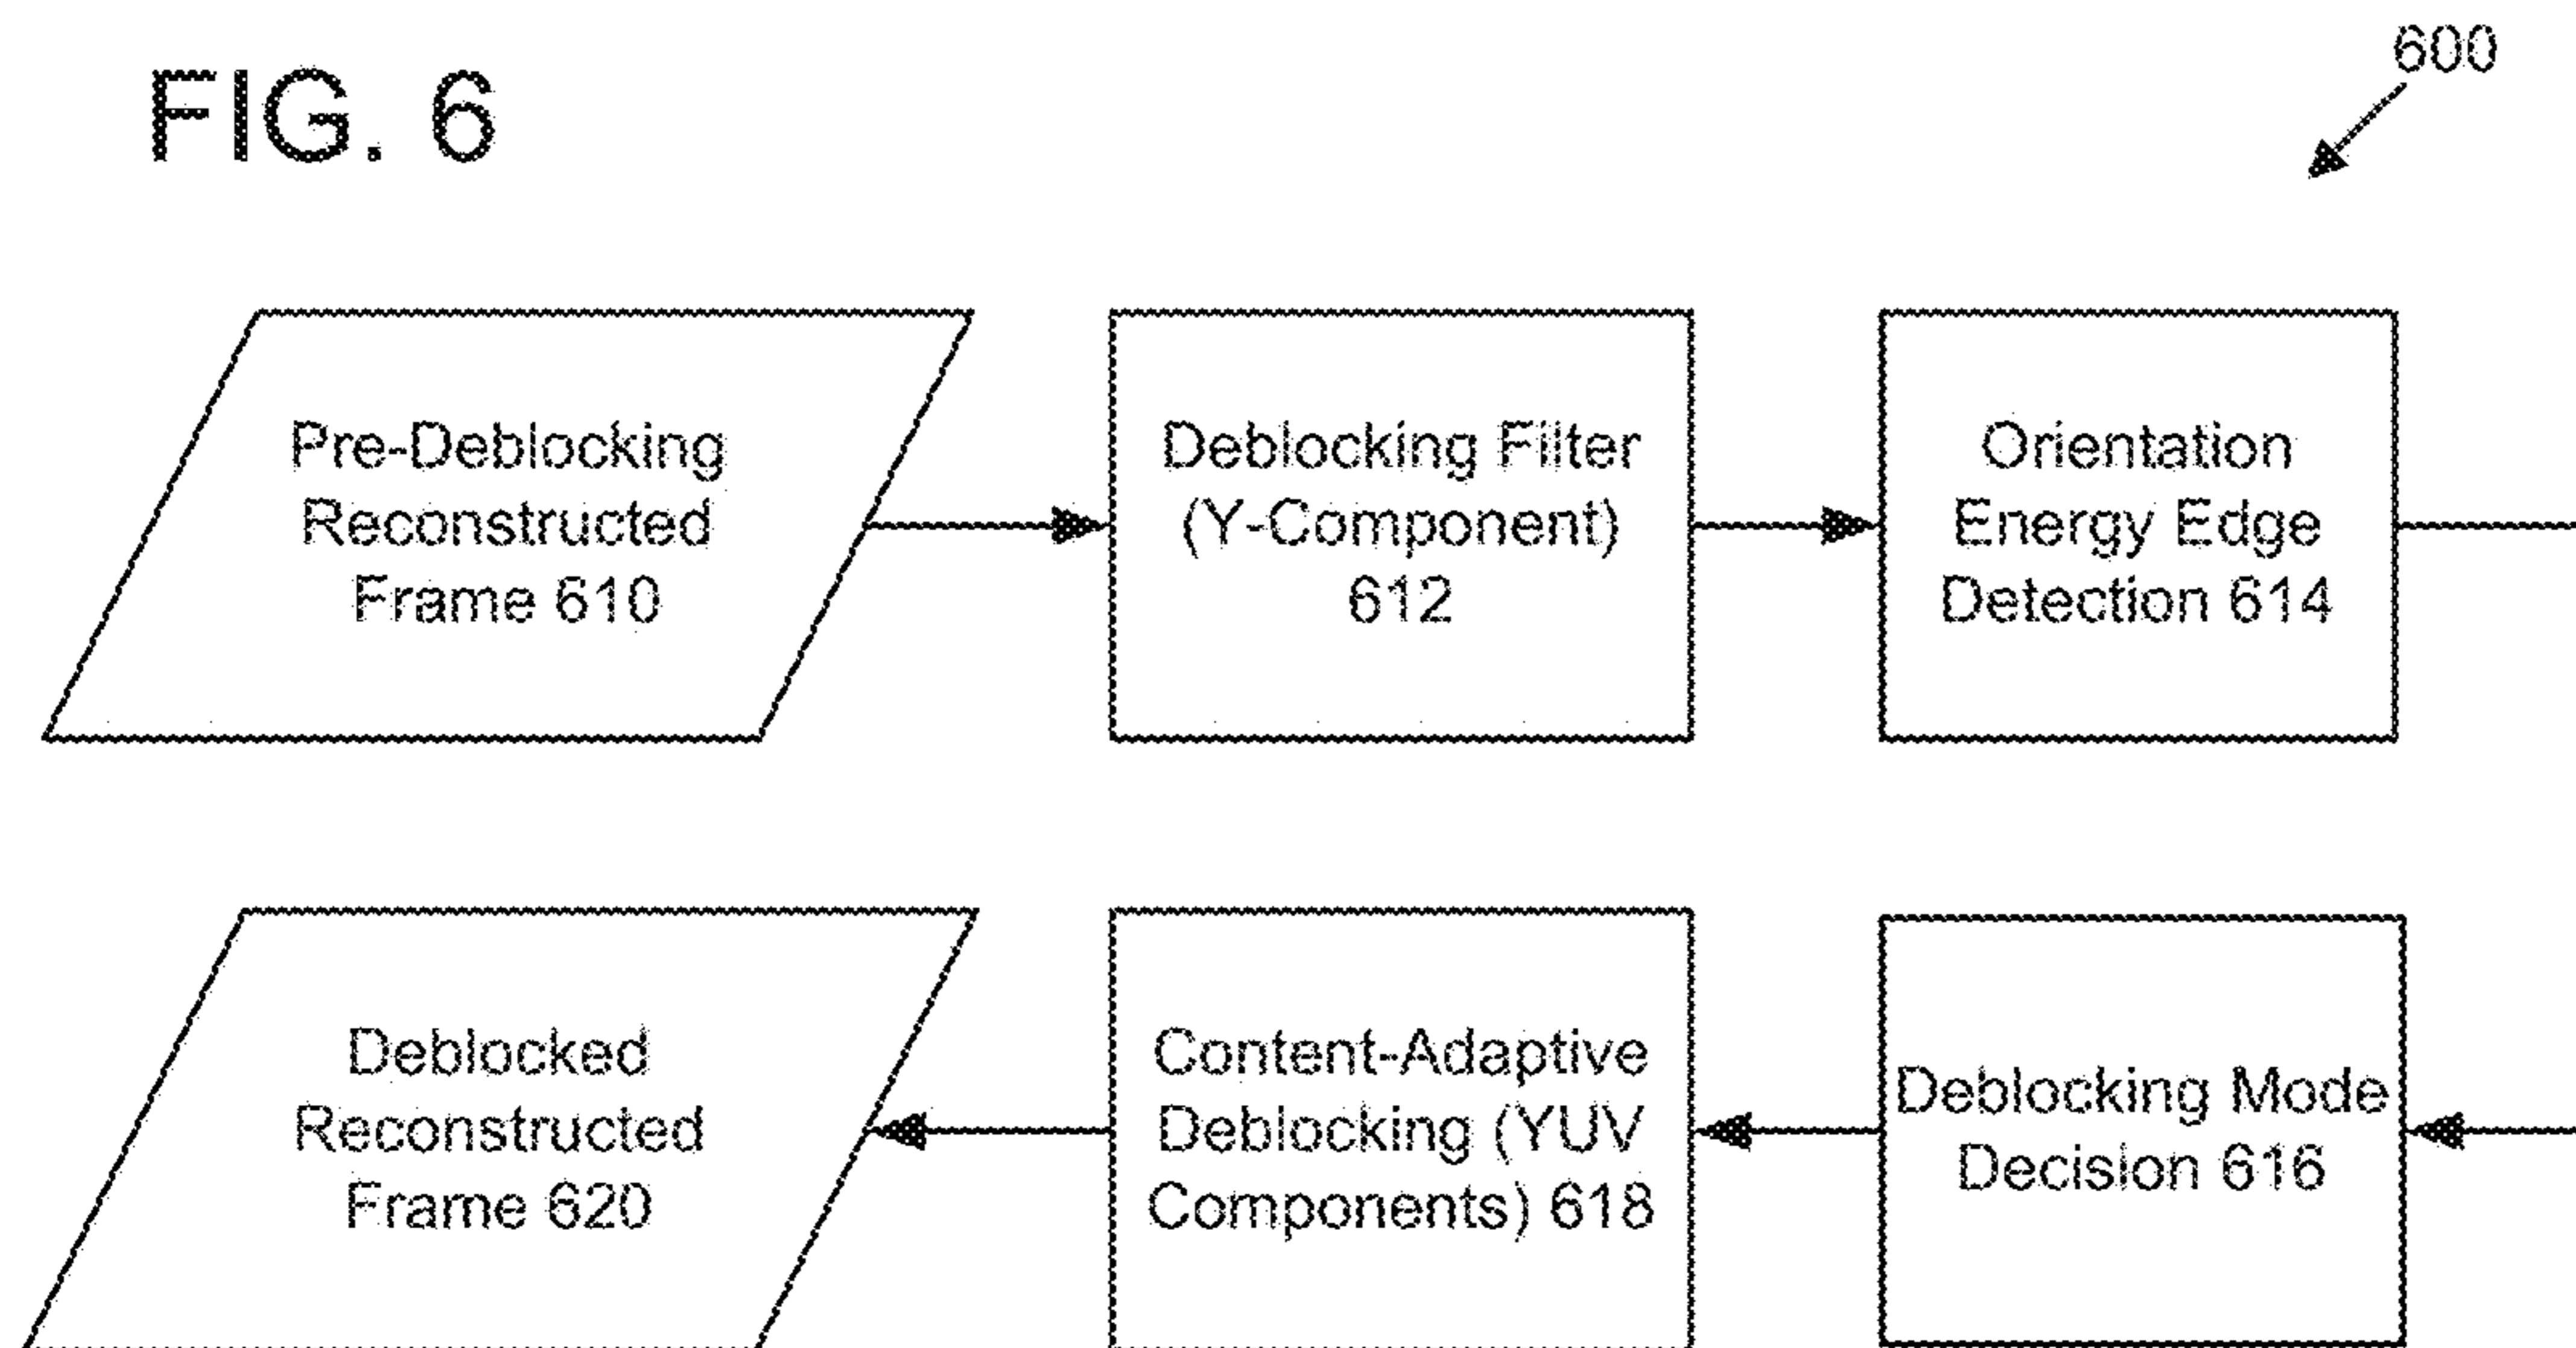 FIG. 6
600
Pre-Deblocking
Reconstructed
Frame 610
Deblocking Filter
(Y-Component)
612
Orientation
Energy Edge
Detection 614
Deblocked
Reconstructed
Frame 620
Content-Adaptive
Deblocking (YUV
Components) 618
Deblocking Mode
Decision 616